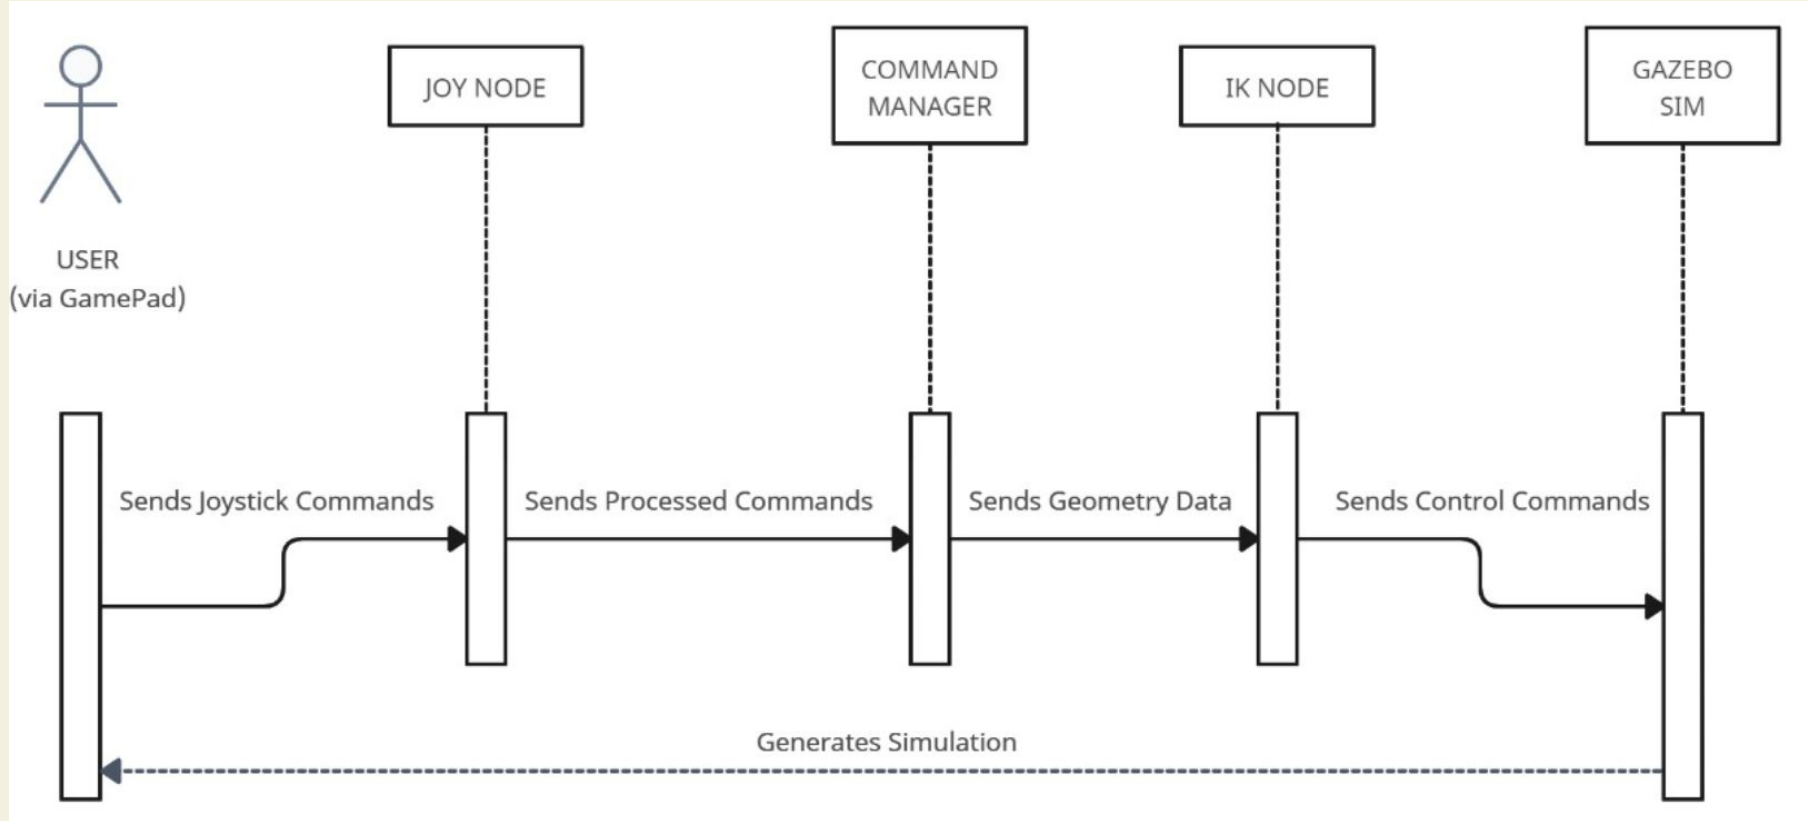 JOY NODE
COMMAND
MANAGER
IK NODE
GAZEBO
SIM
USER
(via GamePad)
Sends Joystick Commands
Sends Processed Commands
Sends Geometry Data
Sends Control Commands
Generates Simulation